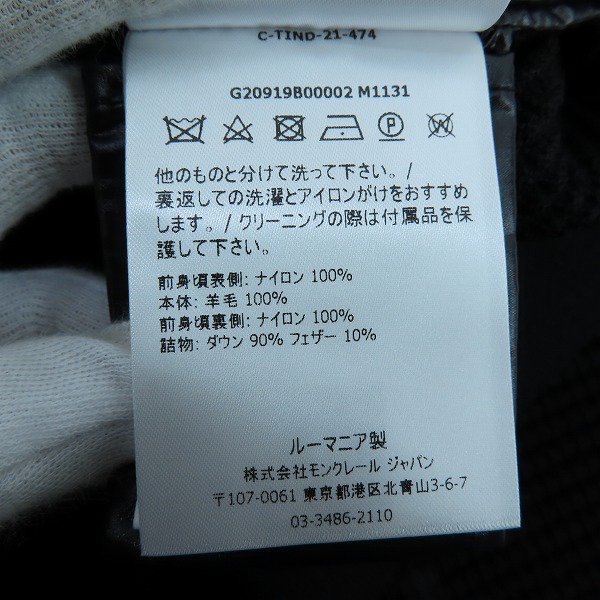 C-TIND-21-474
G20919B00002 M1131
P W
他のものと分けて洗って下さい。/
裏返しての洗濯とアイロンがけをおすすめ
します。/ クリーニングの際は付属品を保
護して下さい。
前身頃表側: ナイロン 100%
本体: 羊毛 100%
前身頃裏側: ナイロン 100%
詰物: ダウン 90% フェザー 10%
ルーマニア製
株式会社モンクレール ジャパン
〒107-0061 東京都港区北青山3-6-7
03-3486-2110